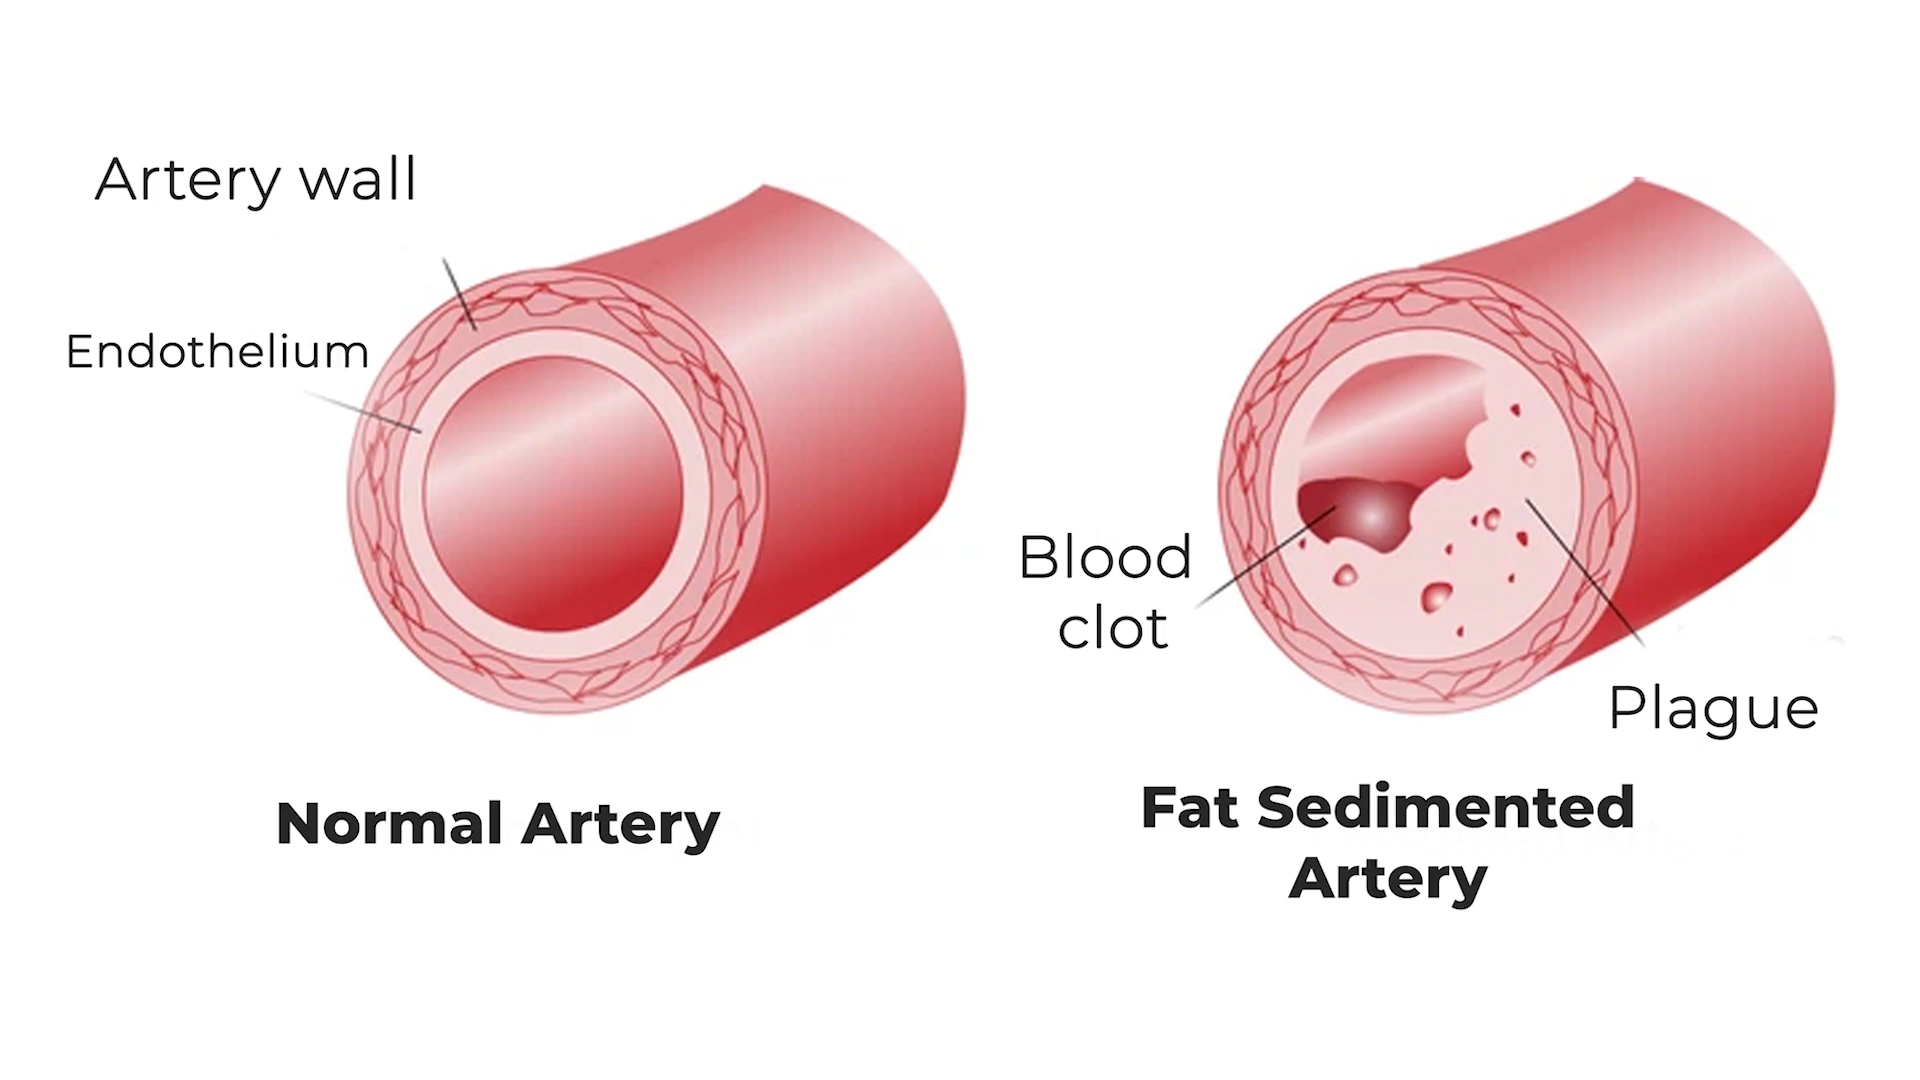 Artery wall
Endothelium
Normal Artery
Blood
clot
Plague
Fat Sedimented
Artery